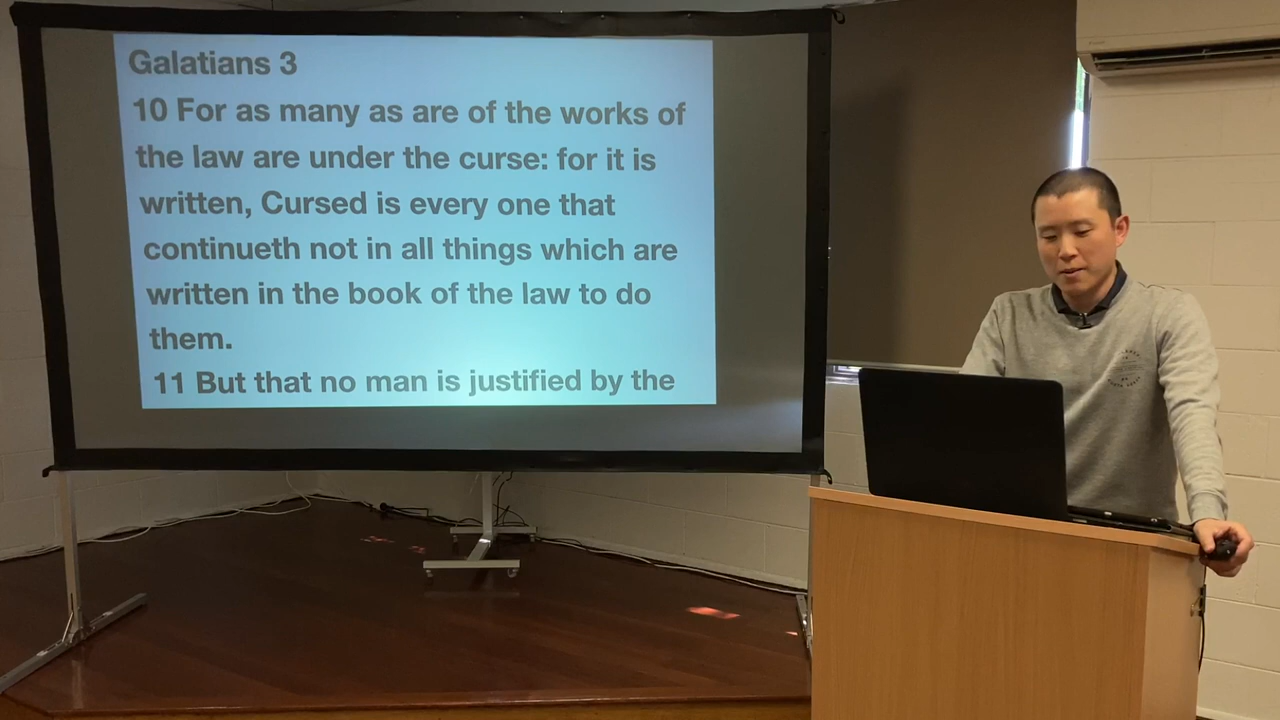 Galatians 3
10 For as many as are of the works of
the law are under the curse: for it is
written, Cursed is every one that
continueth not in all things which are
written in the book of the law to do
them.
11 But that no man is justified by the